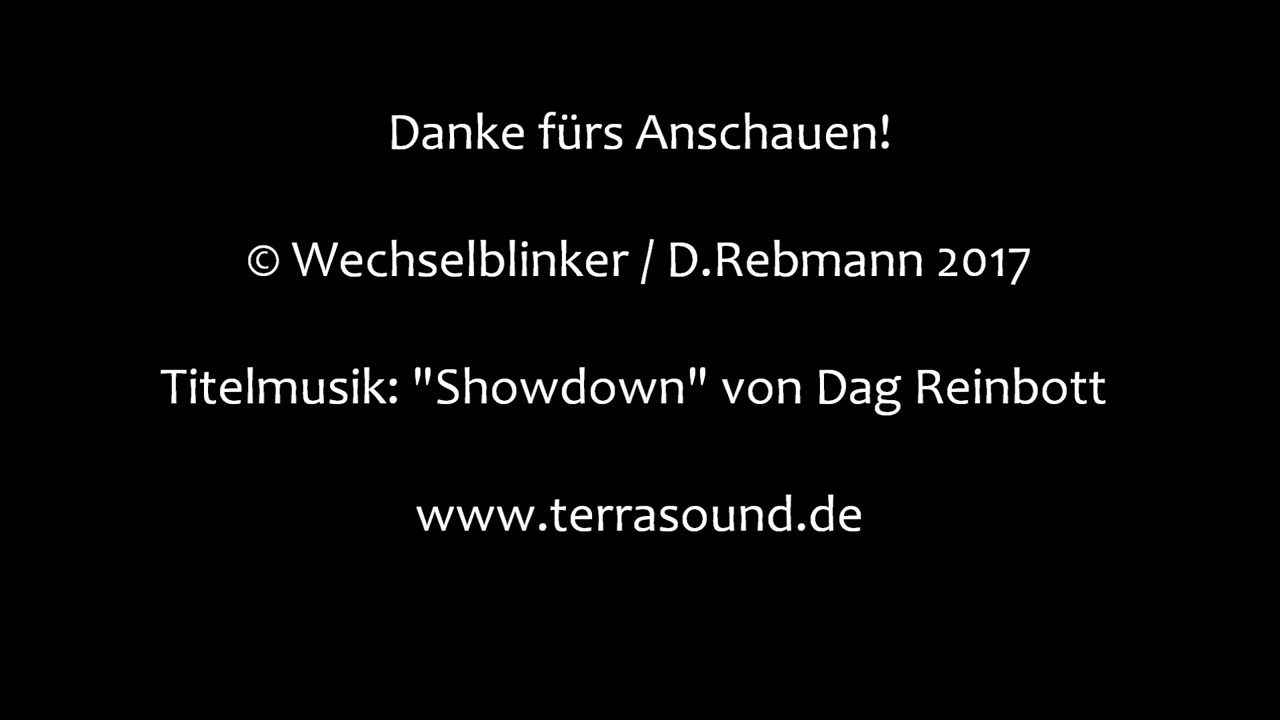 Danke fürs Anschauen!
© Wechselblinker / D.Rebmann 2017
Titelmusik: "Showdown" von Dag Reinbott
www.terrasound.de